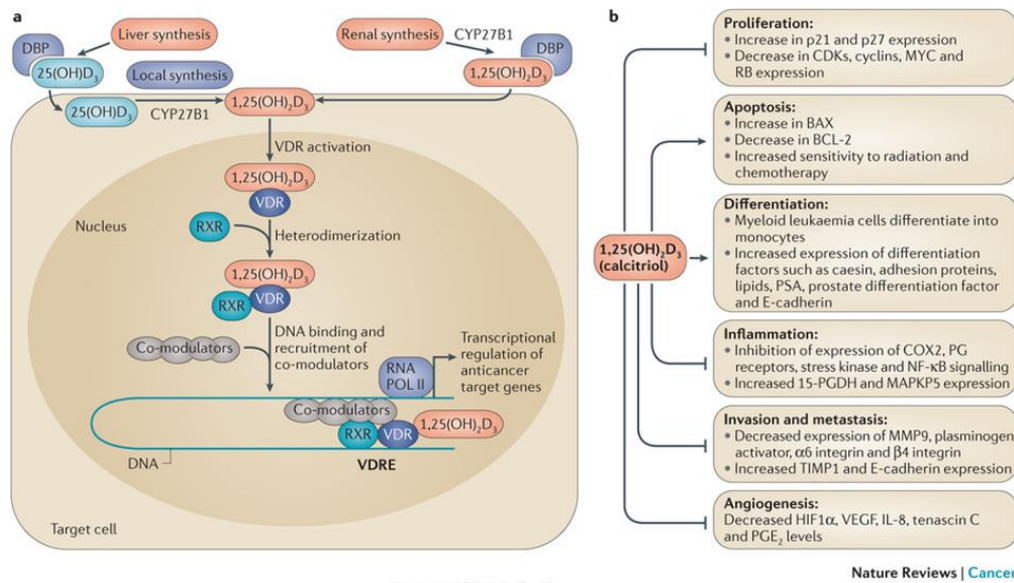 a
DBP
Liver synthesis
25(OH)D3
Local synthesis
25(OH)D3
CYP27B1
Renal synthesis
CYP27B1
DBP
1,25(OH)2D3
1,25(OH)2D3
VDR activation
1,25(OH)2D3
VDR
Nucleus
RXR
Heterodimerization
1,25(OH)2D3
RXR
VDR
Co-modulators
DNA binding and
recruitment of
co-modulators
RNA
POL II
Transcriptional
regulation of
anticancer
target genes
Co-modulators
RXR
VDR
1,25(OH)2D3
DNA
VDRE
Target cell
b
1,25(OH)2D3
(calcitriol)
Proliferation:
• Increase in p21 and p27 expression
• Decrease in CDKs, cyclins, MYC and
RB expression
Apoptosis:
• Increase in BAX
• Decrease in BCL-2
• Increased sensitivity to radiation and
chemotherapy
Differentiation:
• Myeloid leukaemia cells differentiate into
monocytes
• Increased expression of differentiation
factors such as caesin, adhesion proteins,
lipids, PSA, prostate differentiation factor
and E-cadherin
Inflammation:
• Inhibition of expression of COX2, PG
receptors, stress kinase and NF-κB signalling
• Increased 15-PGDH and MAPKP5 expression
Invasion and metastasis:
• Decreased expression of MMP9, plasminogen
activator, α6 integrin and β4 integrin
• Increased TIMP1 and E-cadherin expression
Angiogenesis:
Decreased HIF1α, VEGF, IL-8, tenascin C
and PGE2 levels
Nature Reviews | Cancer